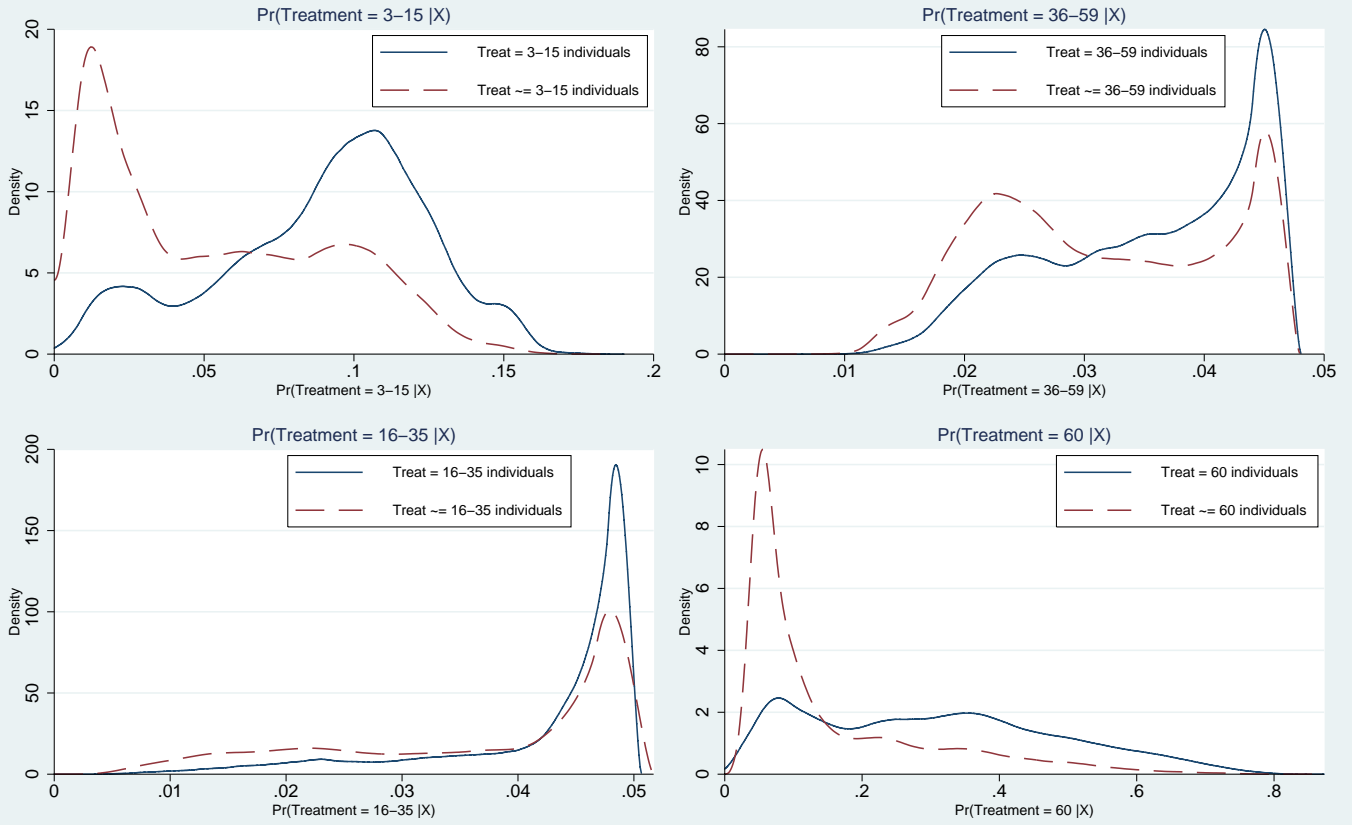 Pr(Treatment = 3–15 |X)
Density
20
15
10
5
0
Treat = 3–15 individuals
Treat ~= 3–15 individuals
0 .05 .1 .15 .2
Pr(Treatment = 3–15 |X)
Pr(Treatment = 36–59 |X)
Density
80
60
40
20
0
Treat = 36–59 individuals
Treat ~= 36–59 individuals
0 .01 .02 .03 .04 .05
Pr(Treatment = 36–59 |X)
Pr(Treatment = 16–35 |X)
Density
200
150
100
50
0
Treat = 16–35 individuals
Treat ~= 16–35 individuals
0 .01 .02 .03 .04 .05
Pr(Treatment = 16–35 |X)
Pr(Treatment = 60 |X)
Density
10
8
6
4
2
0
Treat = 60 individuals
Treat ~= 60 individuals
0 .2 .4 .6 .8
Pr(Treatment = 60 |X)